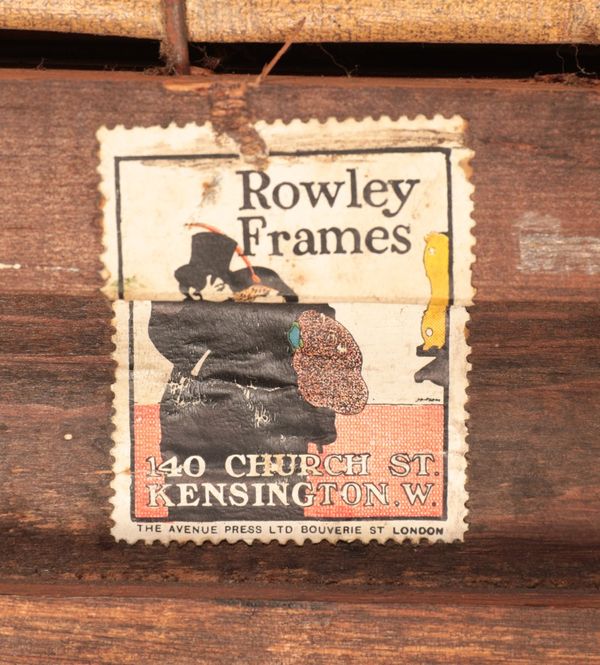 Rowley
Frames
140 CHURCH ST.
KENSINGTON.W.
THE AVENUE PRESS LTD BOUVERIE ST LONDON